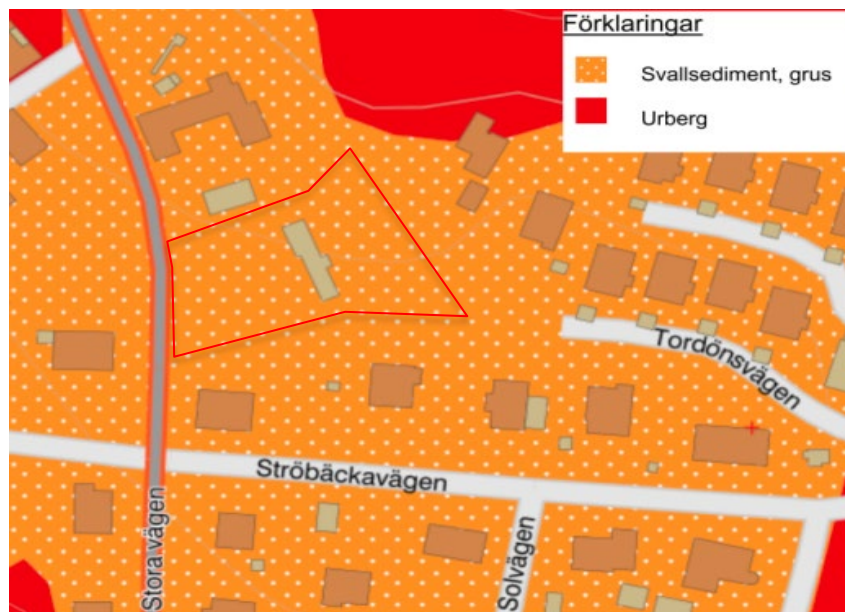 Förklaringar
Svallsediment, grus
Urberg
Tordönsvägen
Ströbäckavägen
Stora vägen
Solvägen